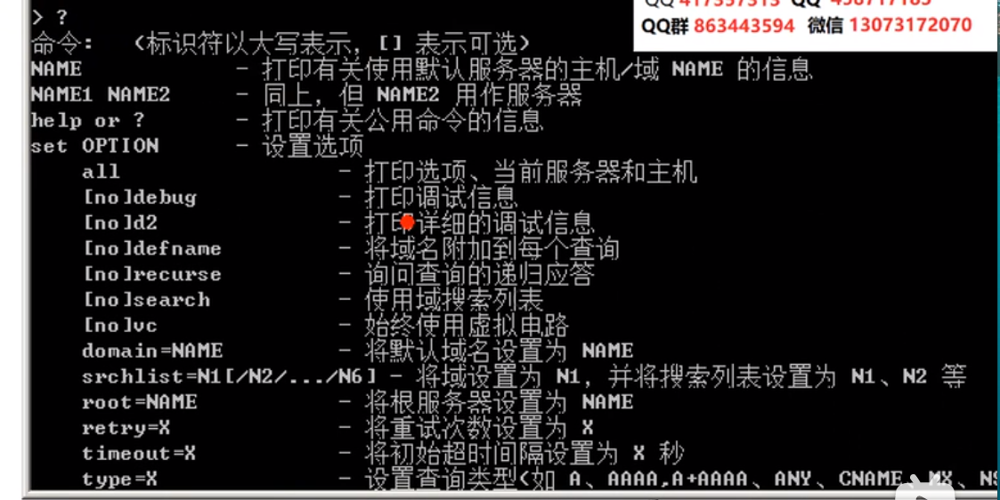 > ?
QQ群 863443594 微信 13073172070
命令: (标识符以大写表示, [] 表示可选)
NAME - 打印有关使用默认服务器的主机/域 NAME 的信息
NAME1 NAME2 - 同上, 但 NAME2 用作服务器
help or ? - 打印有关公用命令的信息
set OPTION - 设置选项
all - 打印选项、当前服务器和主机
[no]debug - 打印调试信息
[no]d2 - 打印详细的调试信息
[no]defname - 将域名附加到每个查询
[no]recurse - 询问查询的递归应答
[no]search - 使用域搜索列表
[no]vc - 始终使用虚拟电路
domain=NAME - 将默认域名设置为 NAME
srchlist=N1[/N2/.../N6] - 将域设置为 N1, 并将搜索列表设置为 N1、N2 等
root=NAME - 将根服务器设置为 NAME
retry=X - 将重试次数设置为 X
timeout=X - 将初始超时间隔设置为 X 秒
type=X - 设置查询类型(如 A、AAAA,A+AAAA、ANY、CNAME、MX、NS